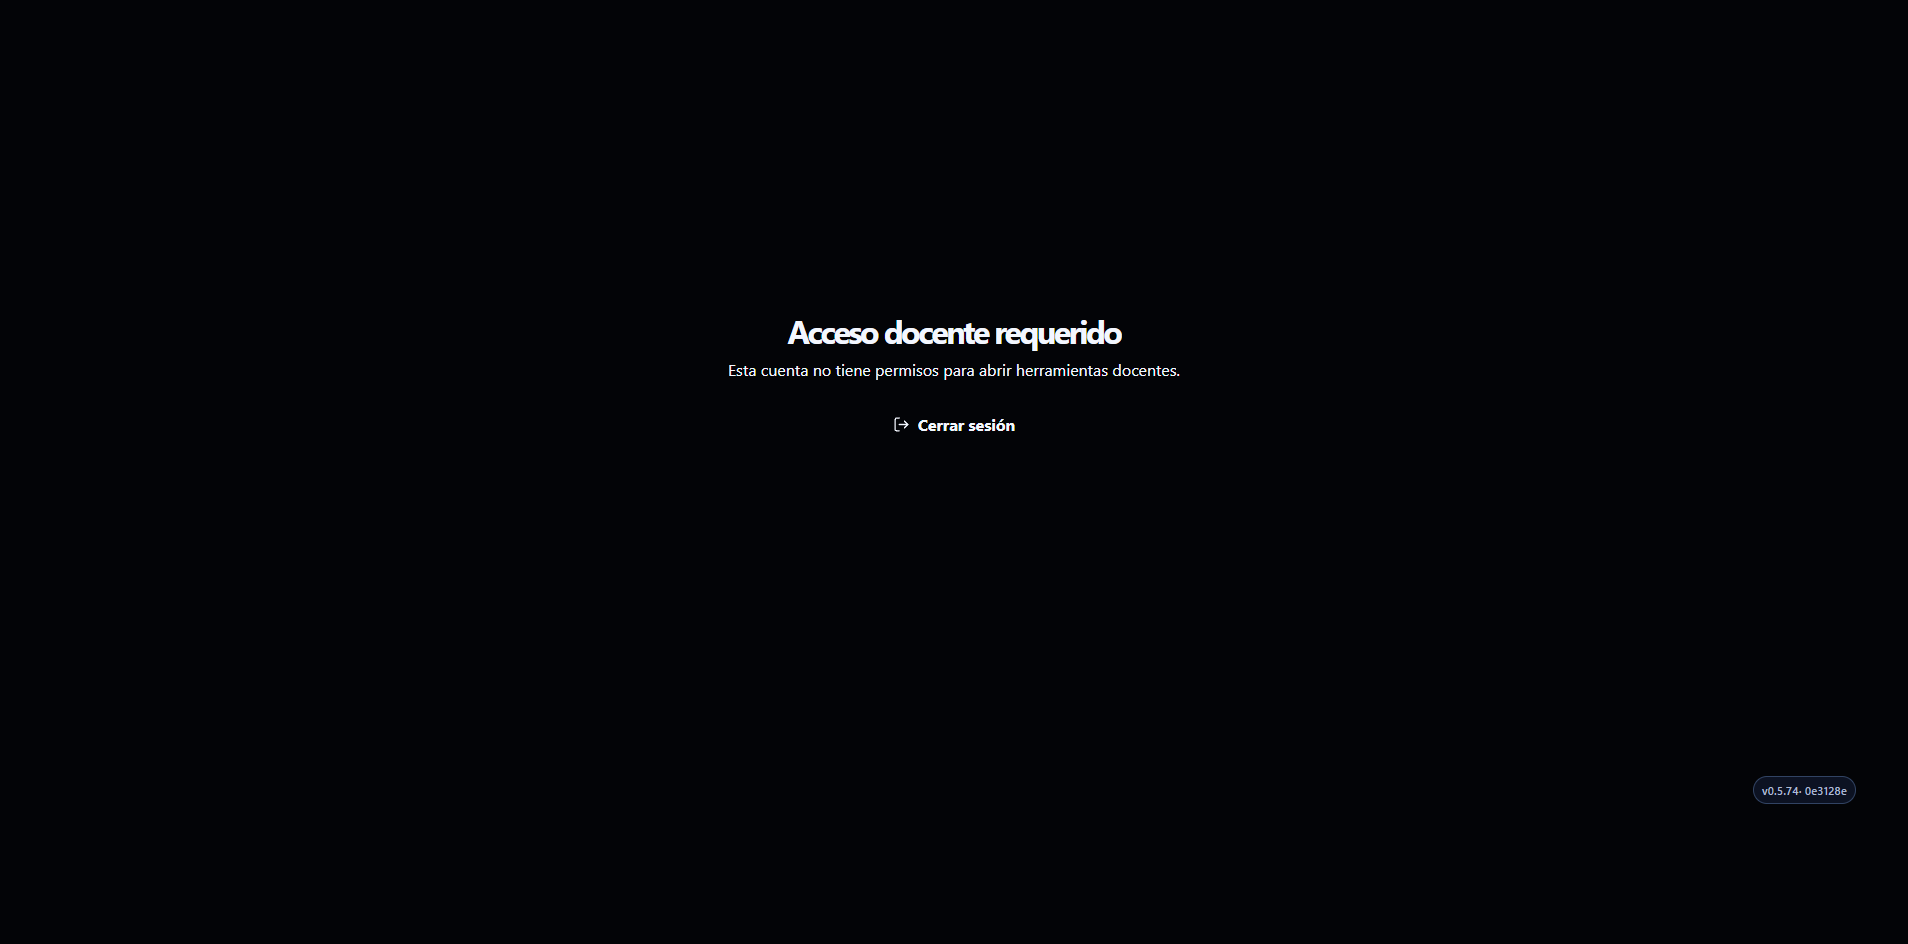 Acceso docente requerido
Esta cuenta no tiene permisos para abrir herramientas docentes.
Cerrar sesión
v0.5.74· 0e3128e